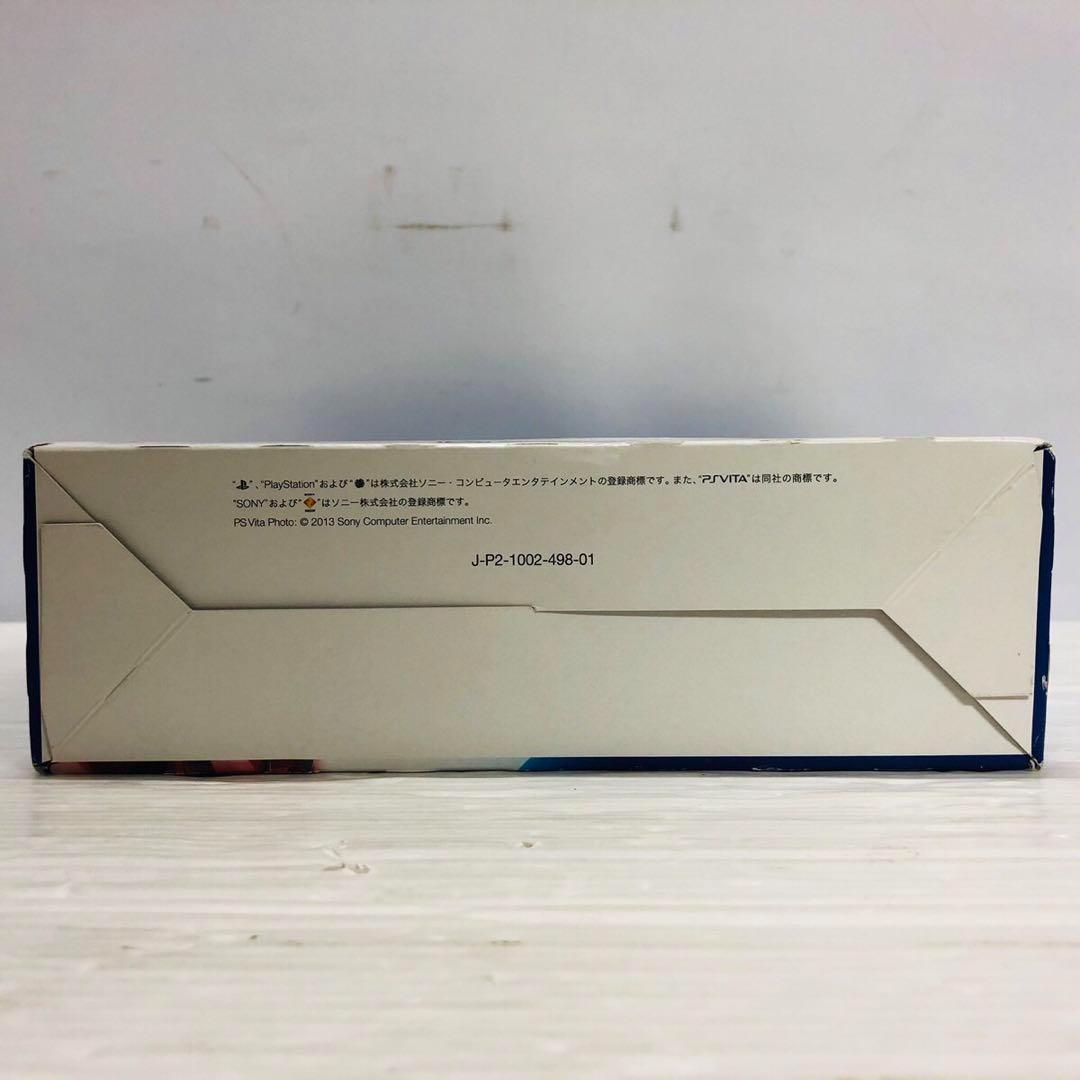 “ ”、“PlayStation”および“ ”は株式会社ソニー・コンピュータエンタテインメントの登録商標です。また、“PSVITA”は同社の商標です。
“SONY”および“ ”はソニー株式会社の登録商標です。
PS Vita Photo: © 2013 Sony Computer Entertainment Inc.
J-P2-1002-498-01